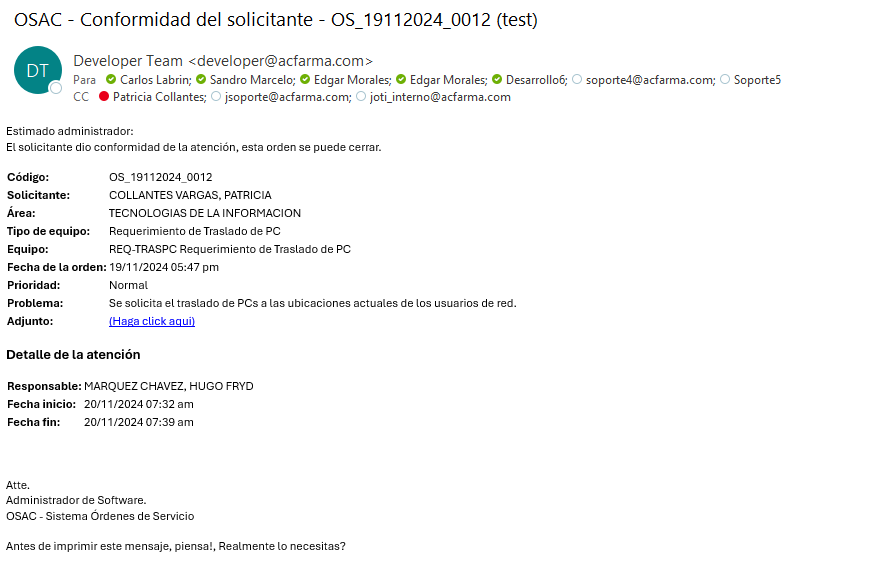 OSAC - Conformidad del solicitante - OS_19112024_0012 (test)
DT
Developer Team <developer@acfarma.com>
Para Carlos Labrin; Sandro Marcelo; Edgar Morales; Edgar Morales; Desarrollo6; soporte4@acfarma.com; Soporte5
CC Patricia Collantes; jsoporte@acfarma.com; joti_interno@acfarma.com
Estimado administrador:
El solicitante dio conformidad de la atención, esta orden se puede cerrar.
Código: OS_19112024_0012
Solicitante: COLLANTES VARGAS, PATRICIA
Área: TECNOLOGIAS DE LA INFORMACION
Tipo de equipo: Requerimiento de Traslado de PC
Equipo: REQ-TRASPC Requerimiento de Traslado de PC
Fecha de la orden: 19/11/2024 05:47 pm
Prioridad: Normal
Problema: Se solicita el traslado de PCs a las ubicaciones actuales de los usuarios de red.
Adjunto: (Haga click aqui)
Detalle de la atención
Responsable: MARQUEZ CHAVEZ, HUGO FRYD
Fecha inicio: 20/11/2024 07:32 am
Fecha fin: 20/11/2024 07:39 am
Atte.
Administrador de Software.
OSAC - Sistema Órdenes de Servicio
Antes de imprimir este mensaje, piensa!, Realmente lo necesitas?